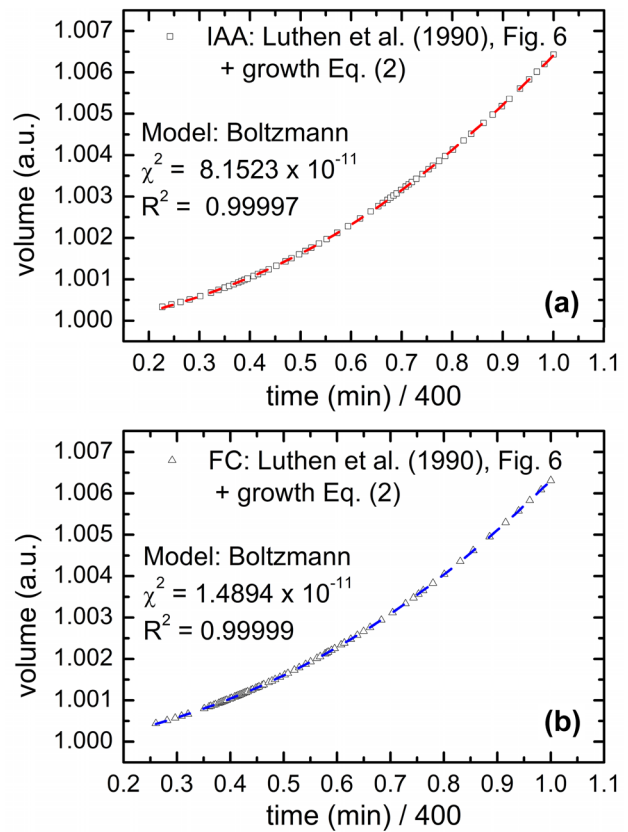 1.007
1.006
1.005
1.004
1.003
1.002
1.001
1.000
volume (a.u.)
IAA: Luthen et al. (1990), Fig. 6
+ growth Eq. (2)
Model: Boltzmann
χ² = 8.1523 x 10⁻¹¹
R² = 0.99997
(a)
0.2 0.3 0.4 0.5 0.6 0.7 0.8 0.9 1.0 1.1
time (min) / 400
1.007
1.006
1.005
1.004
1.003
1.002
1.001
1.000
volume (a.u.)
FC: Luthen et al. (1990), Fig. 6
+ growth Eq. (2)
Model: Boltzmann
χ² = 1.4894 x 10⁻¹¹
R² = 0.99999
(b)
0.2 0.3 0.4 0.5 0.6 0.7 0.8 0.9 1.0 1.1
time (min) / 400